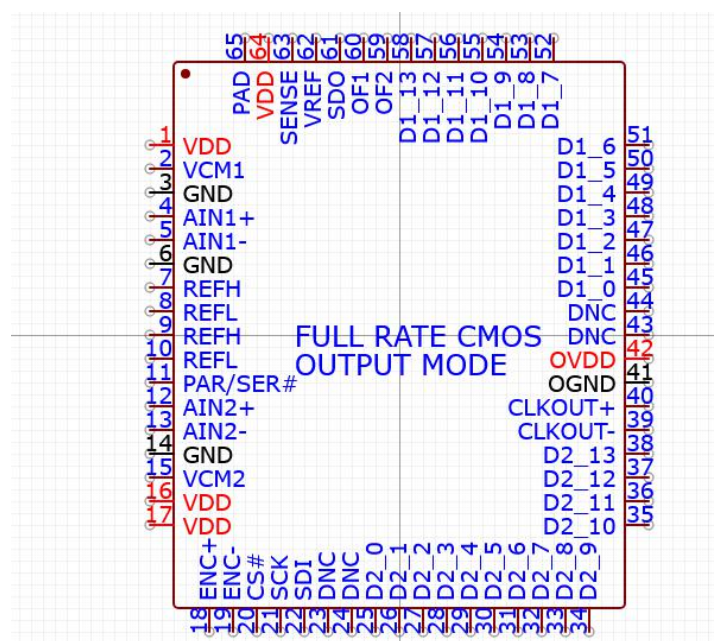 65 PAD
64 VDD
63 SENSE
62 VREF
61 SDO
60 OF1
59 OF2
58 D1_13
57 D1_12
56 D1_11
55 D1_10
54 D1_9
53 D1_8
52 D1_7
1 VDD
2 VCM1
3 GND
4 AIN1+
5 AIN1-
6 GND
7 REFH
8 REFL
9 REFH
10 REFL
11 PAR/SER#
12 AIN2+
13 AIN2-
14 GND
15 VCM2
16 VDD
17 VDD
FULL RATE CMOS
OUTPUT MODE
D1_6 51
D1_5 50
D1_4 49
D1_3 48
D1_2 47
D1_1 46
D1_0 45
DNC 44
DNC 43
OVDD 42
OGND 41
CLKOUT+ 40
CLKOUT- 39
D2_13 38
D2_12 37
D2_11 36
D2_10 35
18 ENC+
19 ENC-
20 CS#
21 SCK
22 SDI
23 DNC
24 DNC
25 D2_0
26 D2_1
27 D2_2
28 D2_3
29 D2_4
30 D2_5
31 D2_6
32 D2_7
33 D2_8
34 D2_9